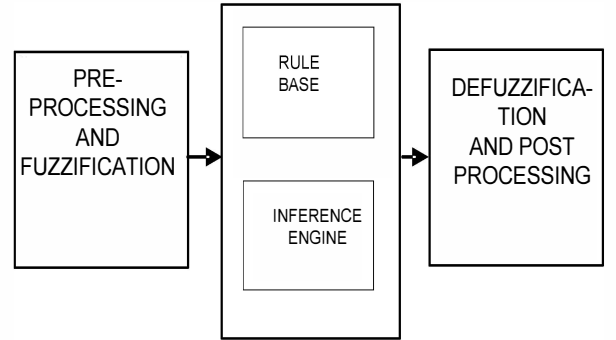 PRE-
PROCESSING
AND
FUZZIFICATION
RULE
BASE
INFERENCE
ENGINE
DEFUZZIFICA-
TION
AND POST
PROCESSING